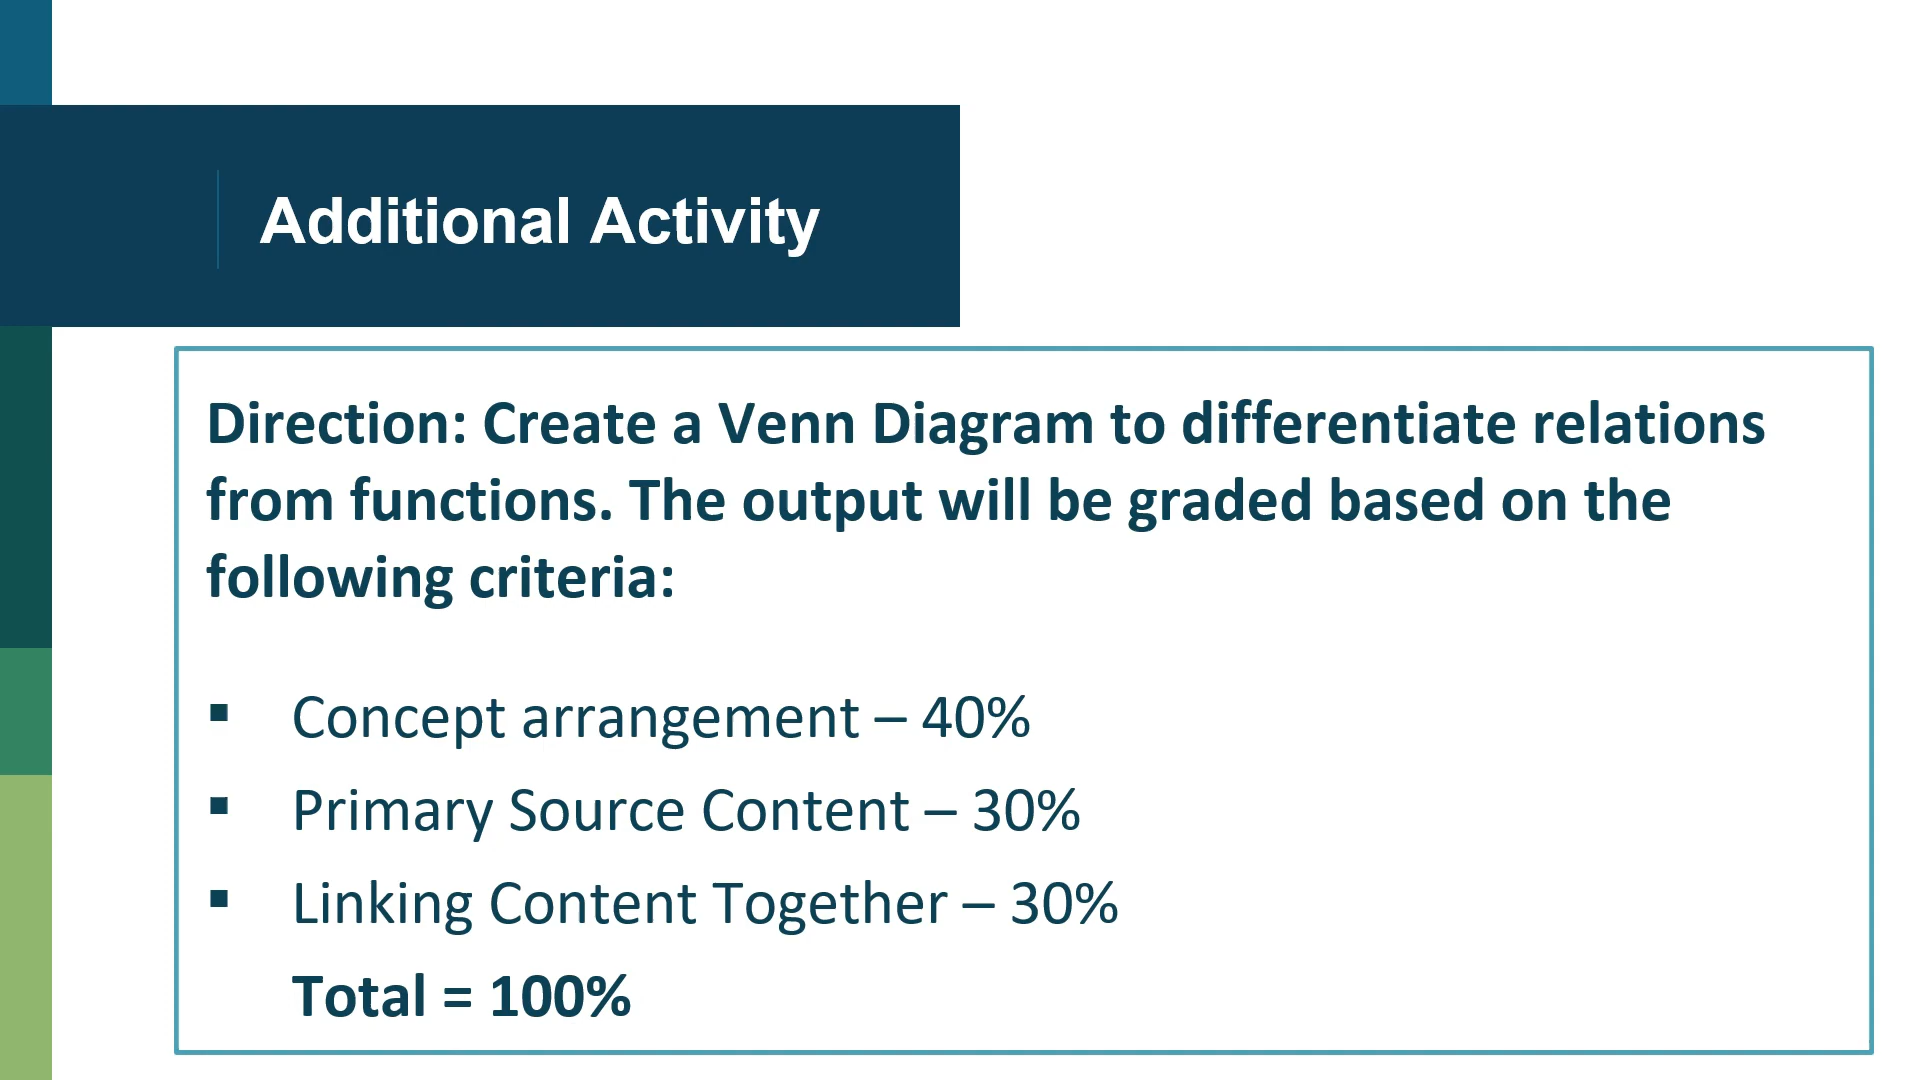 Additional Activity
Direction: Create a Venn Diagram to differentiate relations
from functions. The output will be graded based on the
following criteria:
▪ Concept arrangement – 40%
▪ Primary Source Content – 30%
▪ Linking Content Together – 30%
Total = 100%